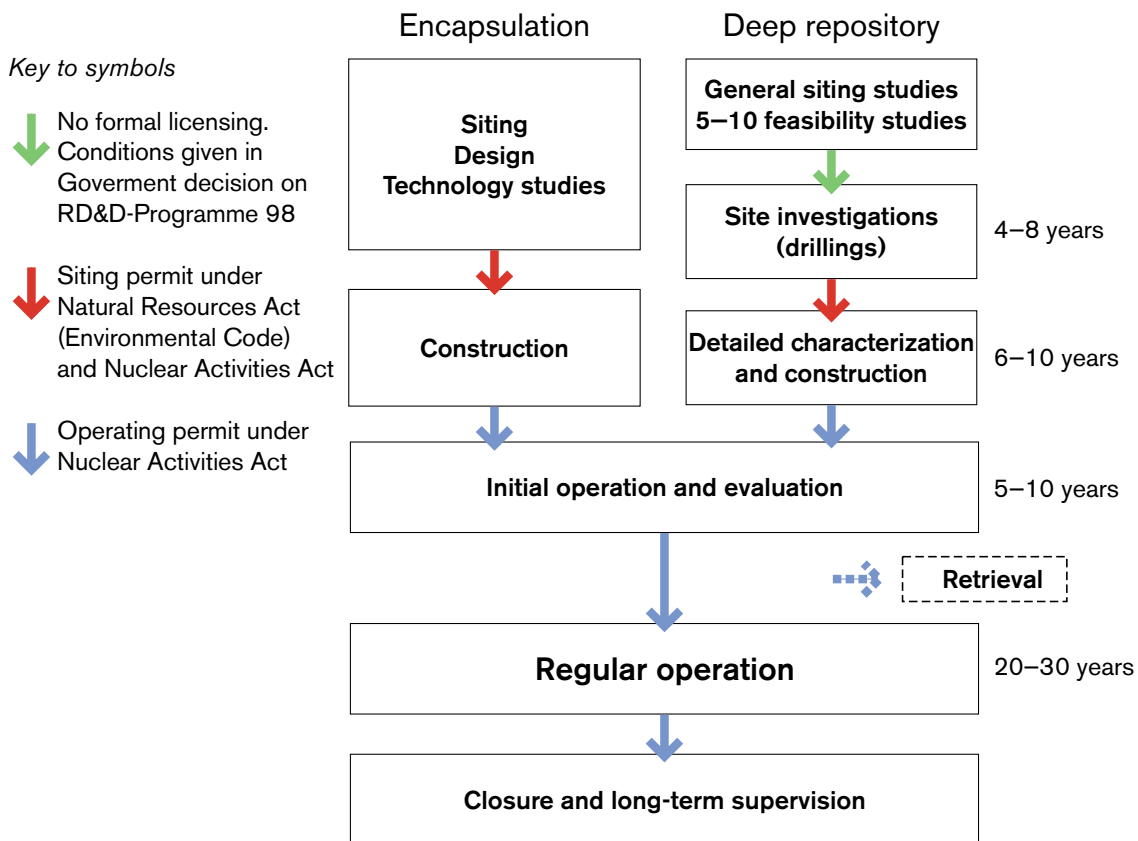 Encapsulation
Deep repository
Key to symbols
No formal licensing.
Conditions given in
Goverment decision on
RD&D-Programme 98
Siting permit under
Natural Resources Act
(Environmental Code)
and Nuclear Activities Act
Operating permit under
Nuclear Activities Act
Siting
Design
Technology studies
General siting studies
5–10 feasibility studies
Site investigations
(drillings)
4–8 years
Construction
Detailed characterization
and construction
6–10 years
Initial operation and evaluation
5–10 years
Retrieval
Regular operation
20–30 years
Closure and long-term supervision